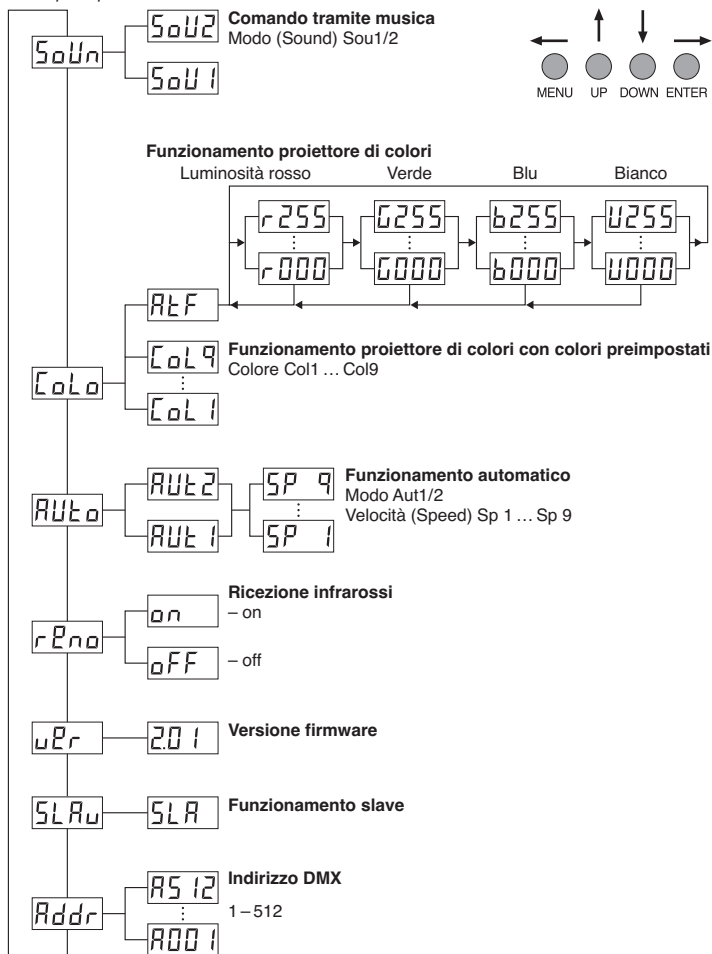 SoUn
SoU2
Comando tramite musica
Modo (Sound) Sou1/2
SoU1
MENU UP DOWN ENTER
Funzionamento proiettore di colori
Luminosità rosso Verde Blu Bianco
r255 G255 b255 U255
r000 G000 b000 U000
AtF
CoLo
CoL9
Funzionamento proiettore di colori con colori preimpostati
Colore Col1 … Col9
CoL1
AUto
AUt2 SP 9
Funzionamento automatico
Modo Aut1/2
AUt1 SP 1
Velocità (Speed) Sp 1 … Sp 9
rEno
Ricezione infrarossi
on – on
oFF – off
vEr 2.01 Versione firmware
SLAv SLA Funzionamento slave
Addr
A512 Indirizzo DMX
1 – 512
A001